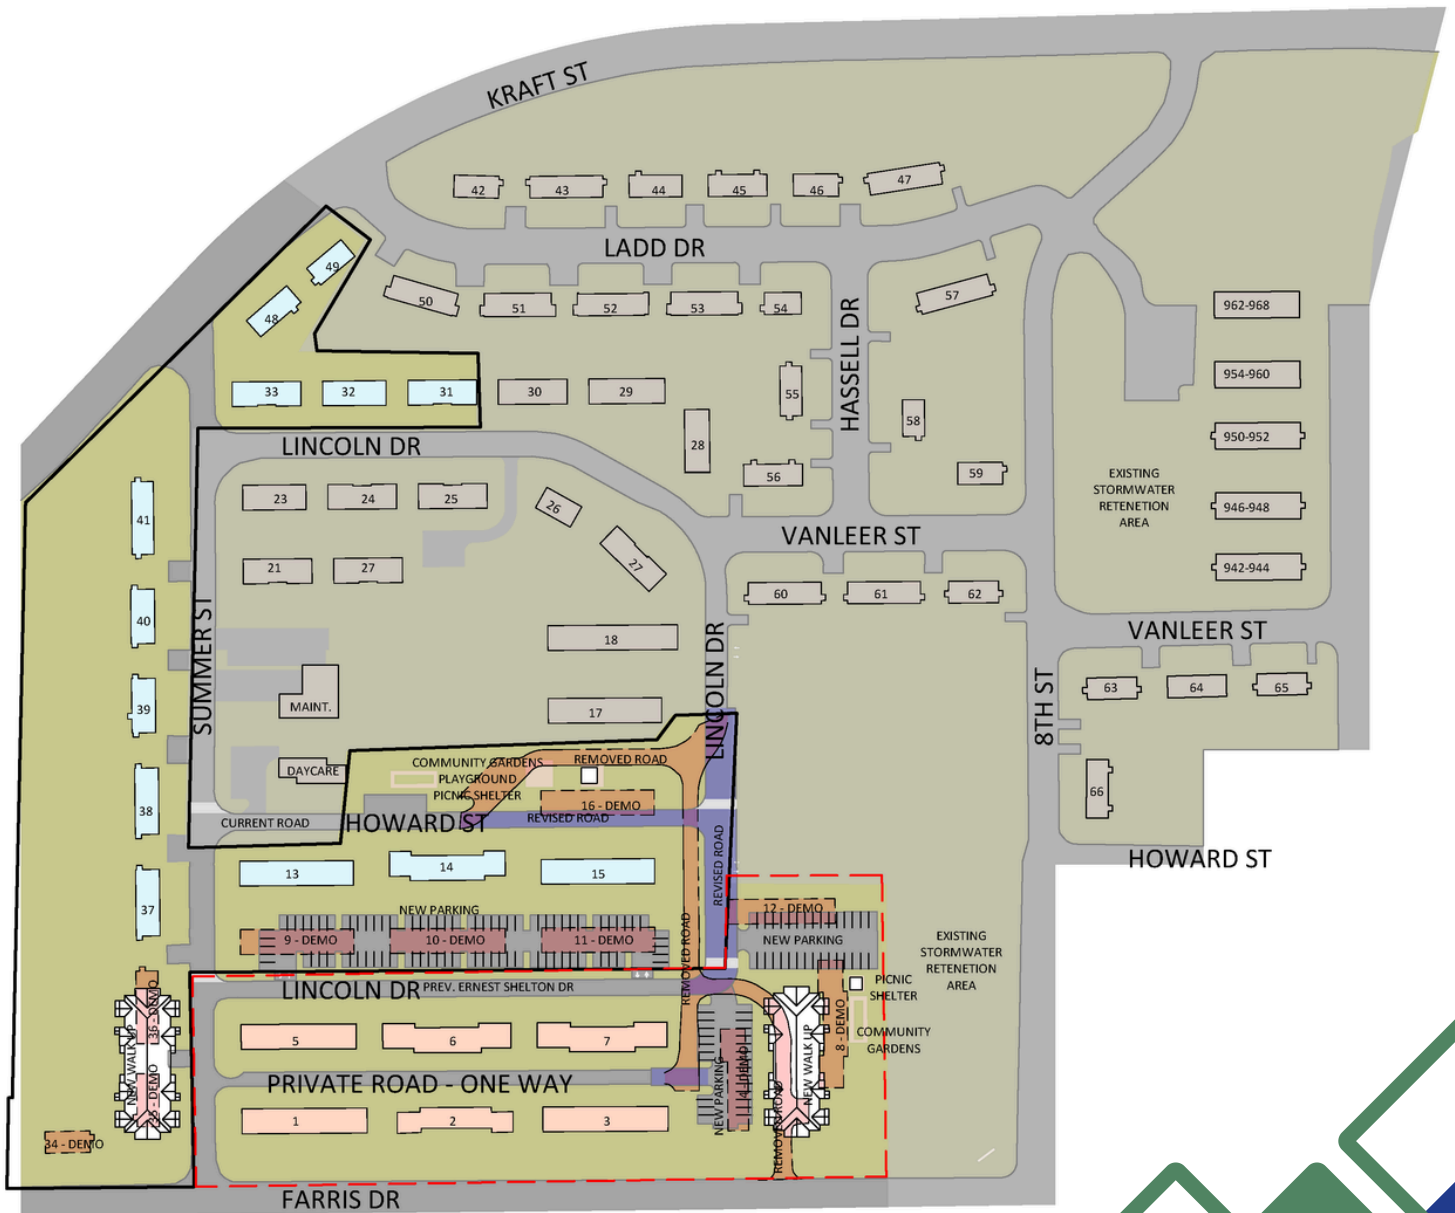 KRAFT ST
42
43
44
45
46
47
LADD DR
49
48
50
51
52
53
54
57
962-968
HASSELL DR
33
32
31
30
29
55
58
954-960
28
LINCOLN DR
56
59
950-952
EXISTING
STORMWATER
RETENETION
AREA
23
24
25
26
946-948
41
VANLEER ST
21
27
27
942-944
60
61
62
40
SUMMER ST
18
LINCOLN DR
VANLEER ST
39
MAINT.
17
8TH ST
63
64
65
COMMUNITY GARDENS
REMOVED ROAD
DAYCARE
PLAYGROUND
PICNIC SHELTER
16 - DEMO
66
38
CURRENT ROAD
HOWARD ST
REVISED ROAD
HOWARD ST
REVISED ROAD
13
14
15
37
NEW PARKING
12 - DEMO
9 - DEMO
10 - DEMO
11 - DEMO
NEW PARKING
EXISTING
STORMWATER
RETENETION
AREA
REMOVED ROAD
LINCOLN DR
PREV. ERNEST SHELTON DR
PICNIC
SHELTER
36 - DEMO
NEW WALK UP
5
6
7
NEW WALK UP
8 - DEMO
COMMUNITY
GARDENS
35 - DEMO
PRIVATE ROAD - ONE WAY
NEW PARKING
4 - DEMO
REMOVED ROAD
1
2
3
34 - DEMO
FARRIS DR